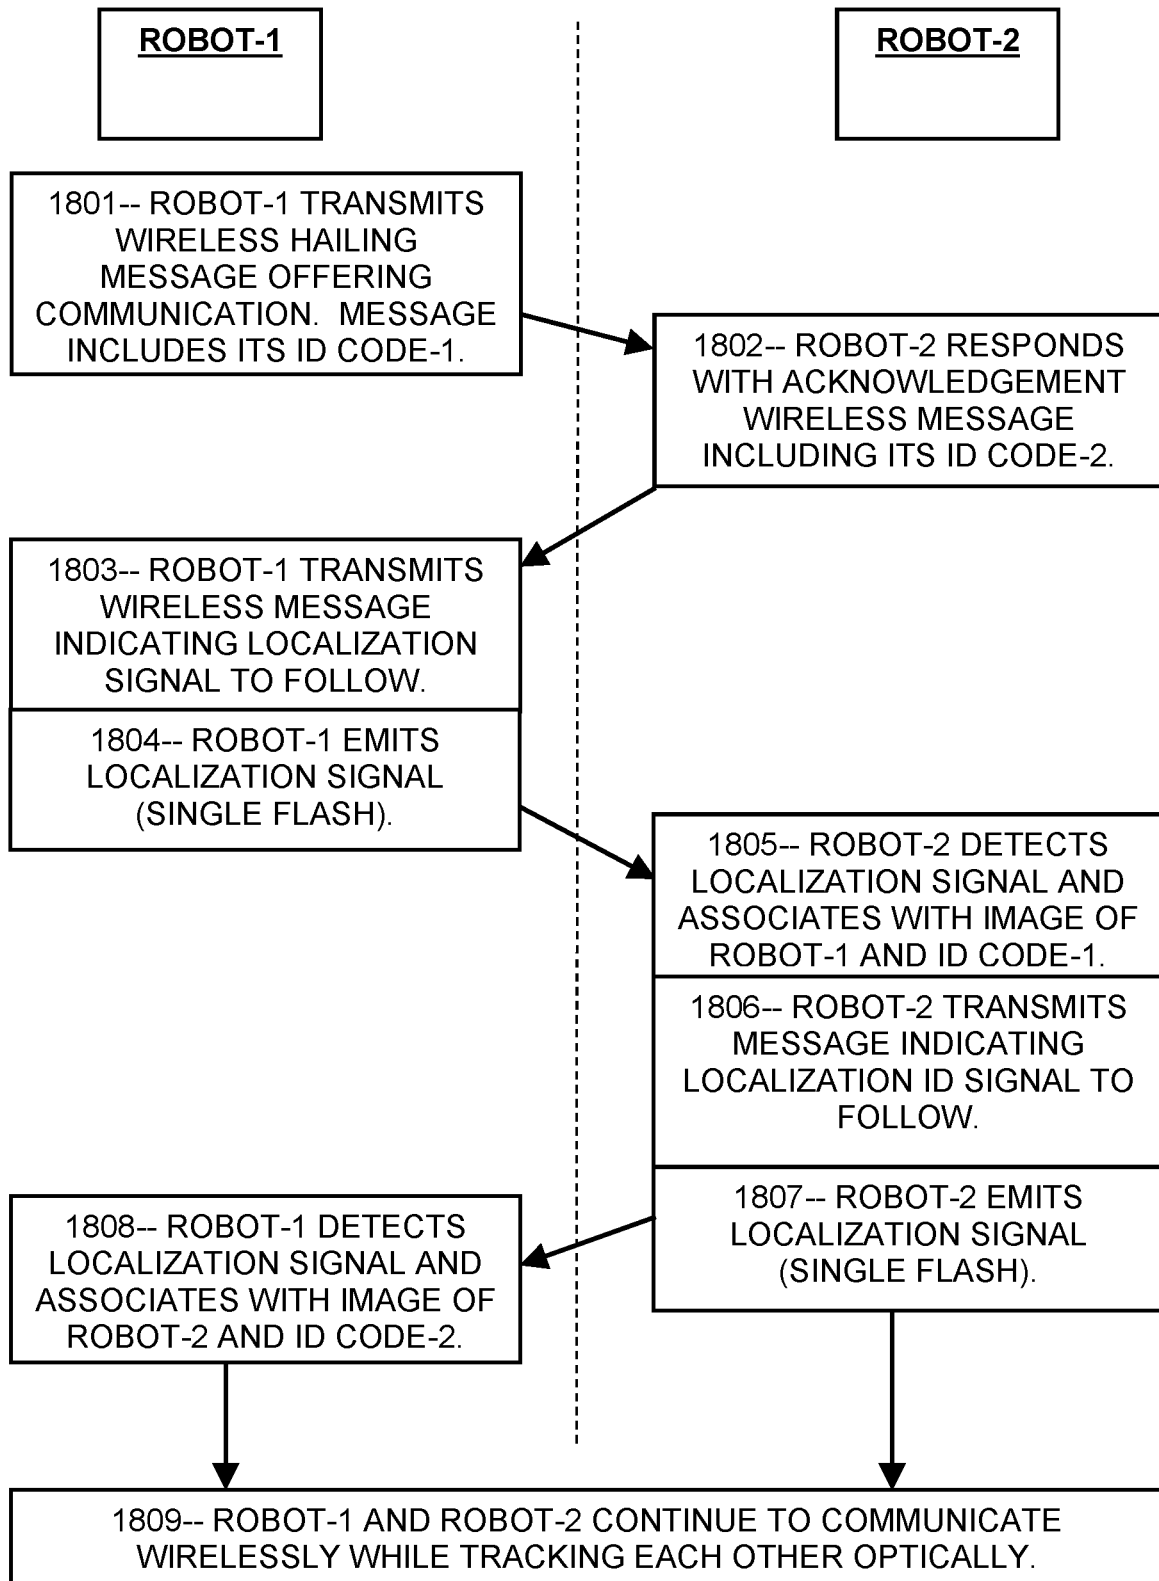 ROBOT-1
ROBOT-2
1801-- ROBOT-1 TRANSMITS
WIRELESS HAILING
MESSAGE OFFERING
COMMUNICATION.  MESSAGE
INCLUDES ITS ID CODE-1.
1802-- ROBOT-2 RESPONDS
WITH ACKNOWLEDGEMENT
WIRELESS MESSAGE
INCLUDING ITS ID CODE-2.
1803-- ROBOT-1 TRANSMITS
WIRELESS MESSAGE
INDICATING LOCALIZATION
SIGNAL TO FOLLOW.
1804-- ROBOT-1 EMITS
LOCALIZATION SIGNAL
(SINGLE FLASH).
1805-- ROBOT-2 DETECTS
LOCALIZATION SIGNAL AND
ASSOCIATES WITH IMAGE OF
ROBOT-1 AND ID CODE-1.
1806-- ROBOT-2 TRANSMITS
MESSAGE INDICATING
LOCALIZATION ID SIGNAL TO
FOLLOW.
1807-- ROBOT-2 EMITS
LOCALIZATION SIGNAL
(SINGLE FLASH).
1808-- ROBOT-1 DETECTS
LOCALIZATION SIGNAL AND
ASSOCIATES WITH IMAGE OF
ROBOT-2 AND ID CODE-2.
1809-- ROBOT-1 AND ROBOT-2 CONTINUE TO COMMUNICATE
WIRELESSLY WHILE TRACKING EACH OTHER OPTICALLY.